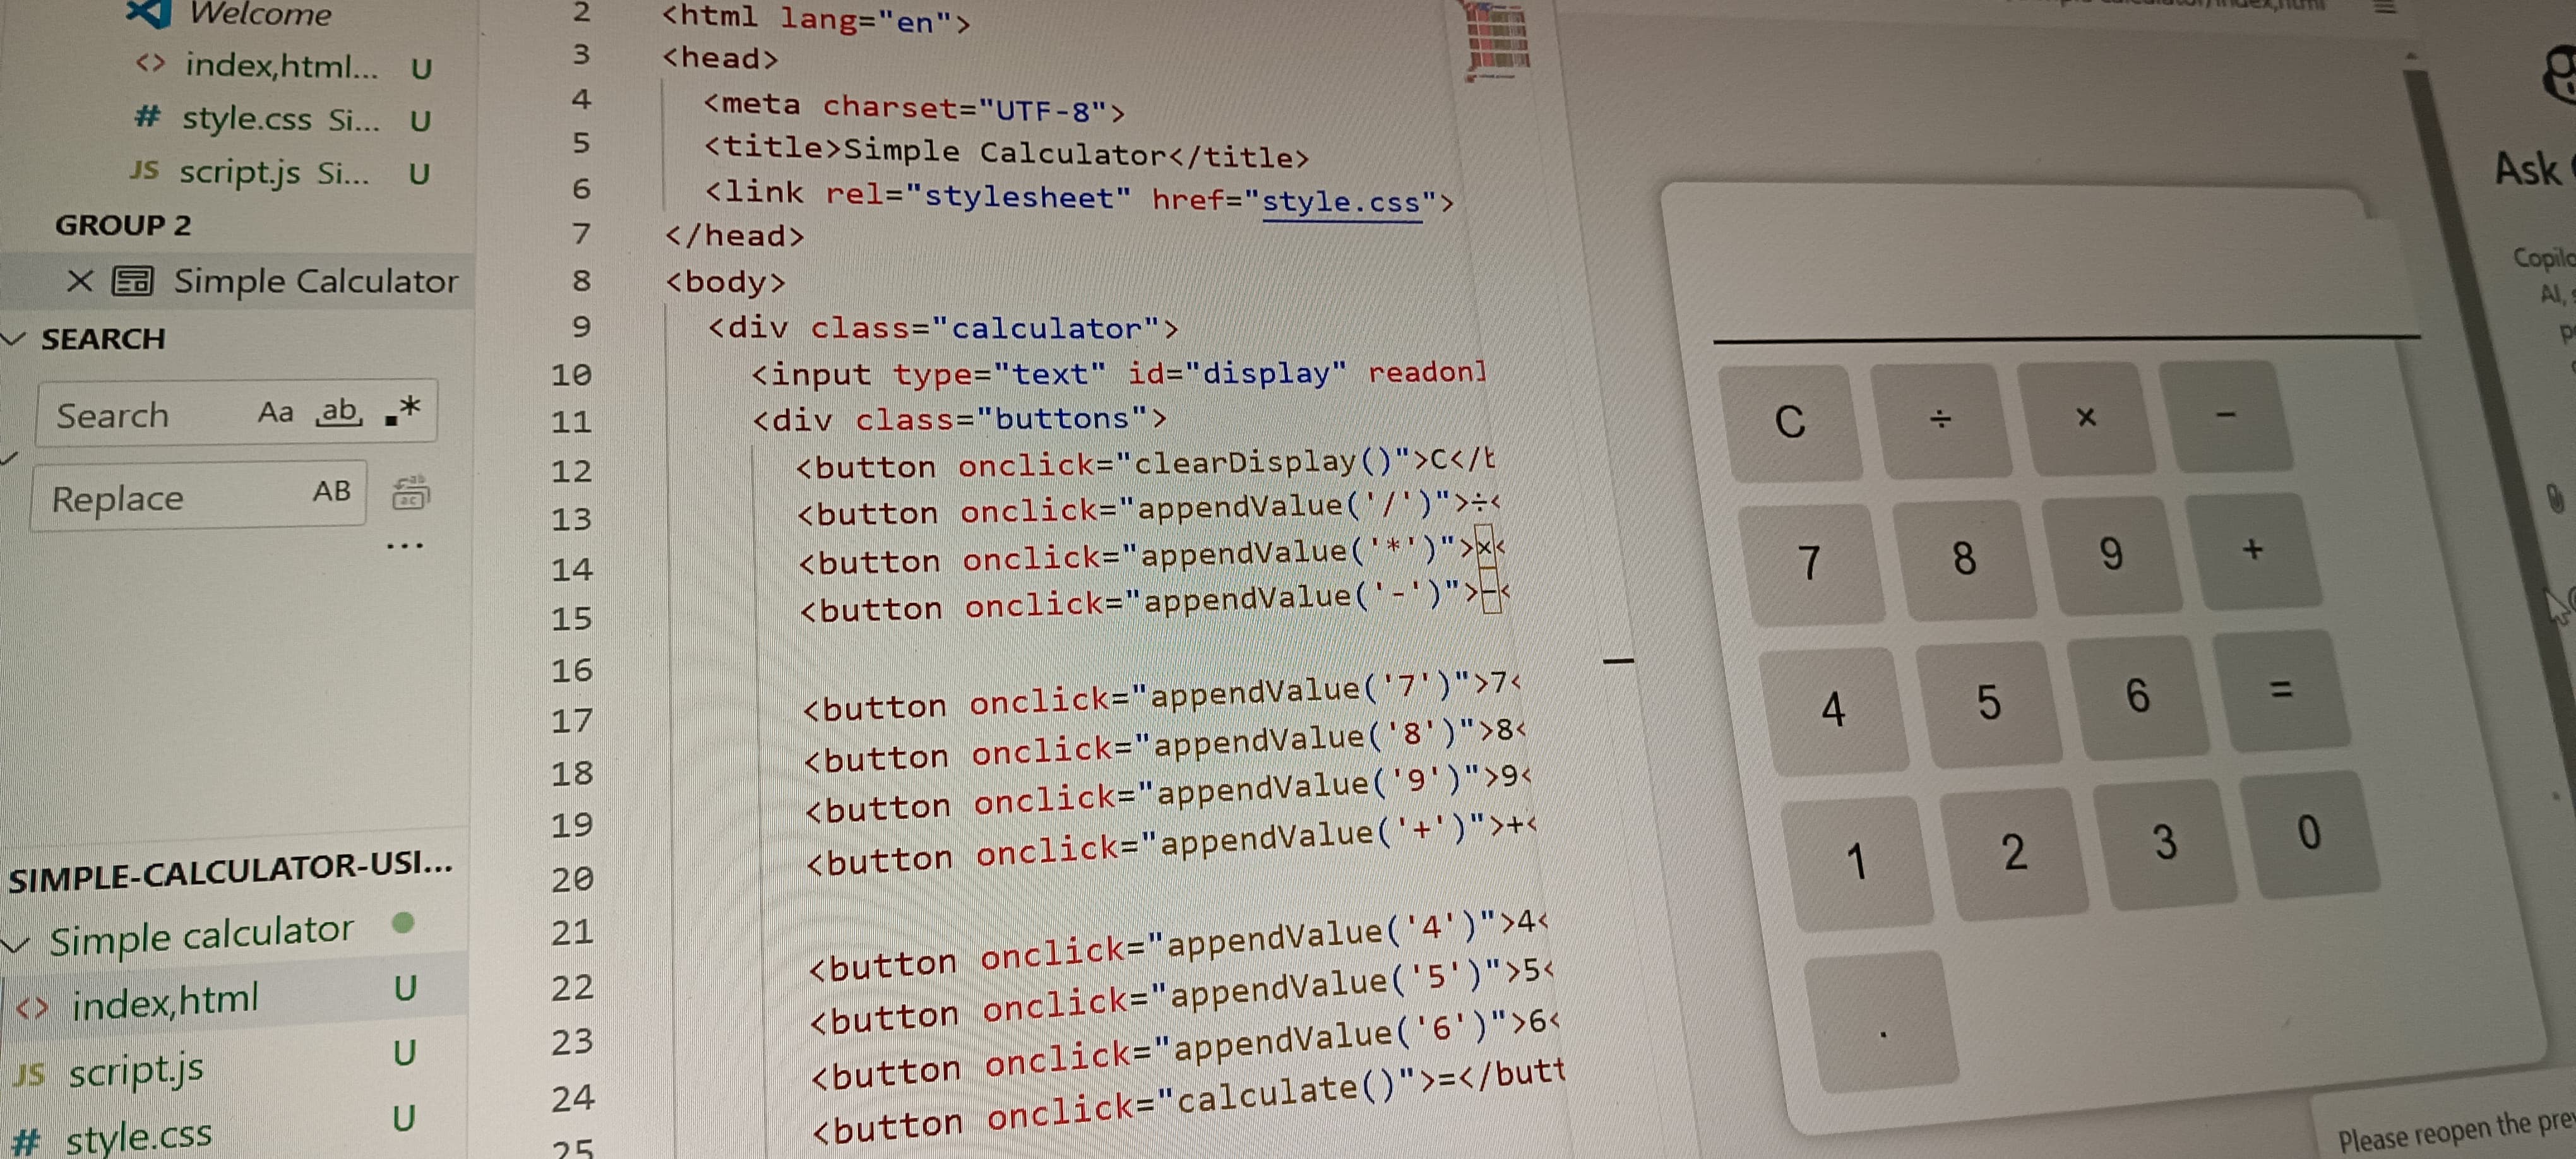 Welcome
index,html... U
style.css Si... U
JS script.js Si... U
GROUP 2
Simple Calculator
SEARCH
Search Aa ab
Replace AB
...
SIMPLE-CALCULATOR-USI...
Simple calculator
<> index,html U
JS script.js U
# style.css U
2 <html lang="en">
3 <head>
4 <meta charset="UTF-8">
5 <title>Simple Calculator</title>
6 <link rel="stylesheet" href="style.css">
7 </head>
8 <body>
9 <div class="calculator">
10 <input type="text" id="display" readonl
11 <div class="buttons">
12 <button onclick="clearDisplay()">C</b
13 <button onclick="appendValue('/')">÷<
14 <button onclick="appendValue('*')">×<
15 <button onclick="appendValue('-')">−<
16
17 <button onclick="appendValue('7')">7<
18 <button onclick="appendValue('8')">8<
19 <button onclick="appendValue('9')">9<
20 <button onclick="appendValue('+')">+<
21
22 <button onclick="appendValue('4')">4<
23 <button onclick="appendValue('5')">5<
24 <button onclick="appendValue('6')">6<
25 <button onclick="calculate()">=</butt
C ÷ × −
7 8 9 +
4 5 6 =
1 2 3 0
.
Ask
AI,
Please reopen the